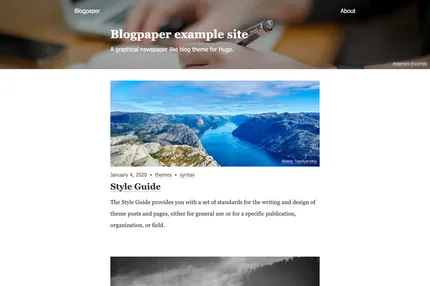 Blogpaper About
Blogpaper example site
A graphical newspaper like blog theme for Hugo.
Alejandro Escamilla
Alexey Topolyanskiy
January 4, 2020 • themes • syntax
Style Guide
The Style Guide provides you with a set of standards for the writing and design of
theme posts and pages, either for general use or for a specific publication,
organization, or field.